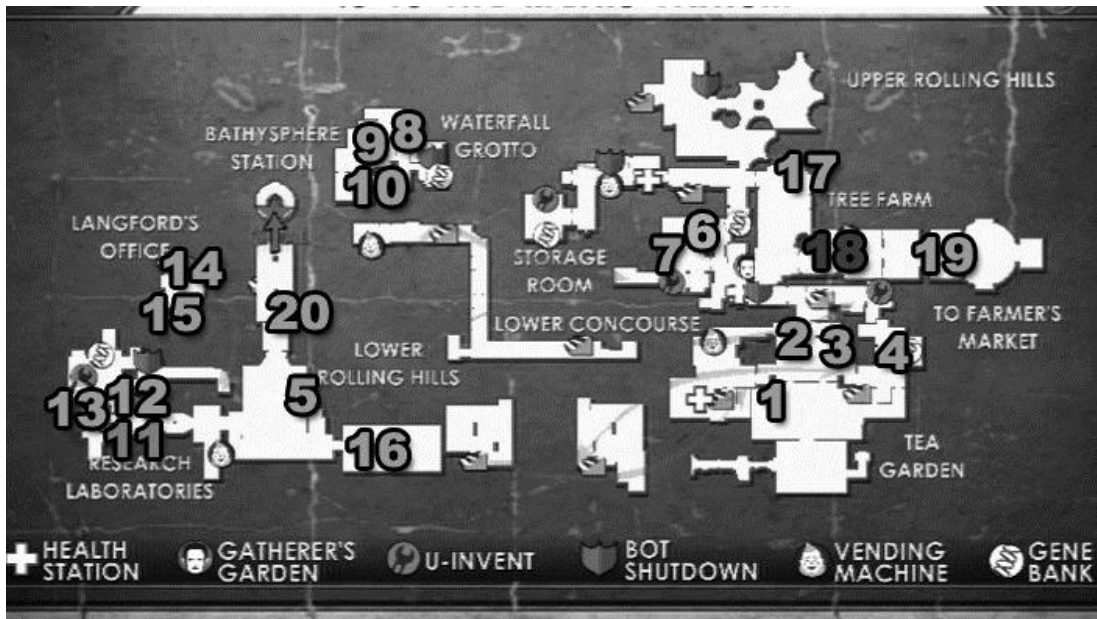 UPPER ROLLING HILLS
BATHYSPHERE
STATION
WATERFALL
GROTTO
8
9
10
17
TREE FARM
LANGFORD'S
OFFICE
14
15
6
7
18
19
STORAGE
ROOM
20
LOWER CONCOURSE
TO FARMER'S
MARKET
2
3
4
LOWER
ROLLING HILLS
12
13
5
1
11
16
RESEARCH
LABORATORIES
TEA
GARDEN
HEALTH
STATION
GATHERER'S
GARDEN
U-INVENT
BOT
SHUTDOWN
VENDING
MACHINE
GENE
BANK